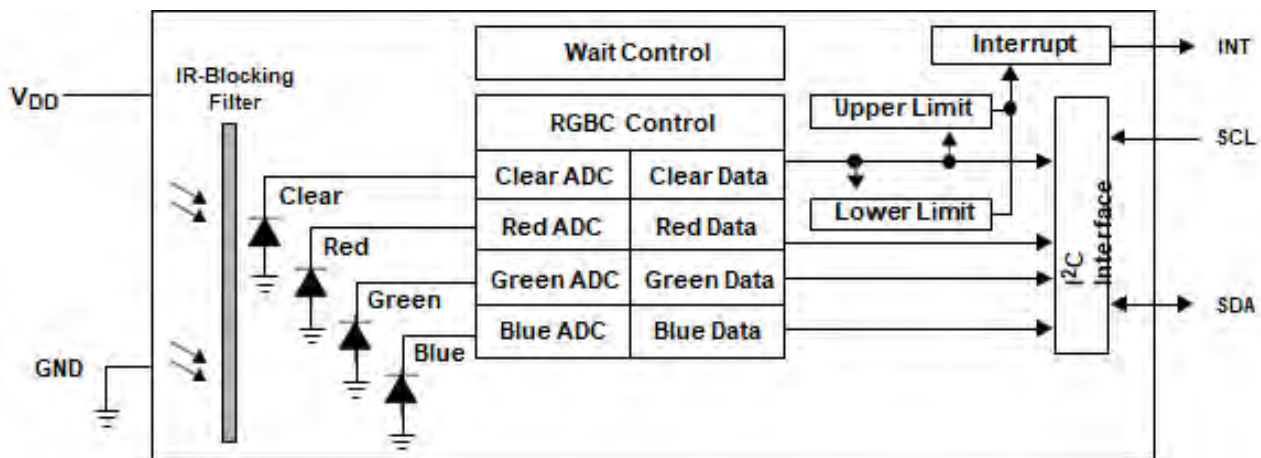 Wait Control
Interrupt
INT
IR-Blocking
Filter
VDD
RGBC Control
Upper Limit
SCL
Clear
Clear ADC
Clear Data
Lower Limit
Red
Red ADC
Red Data
I2C
Interface
Green
Green ADC
Green Data
SDA
Blue
Blue ADC
Blue Data
GND